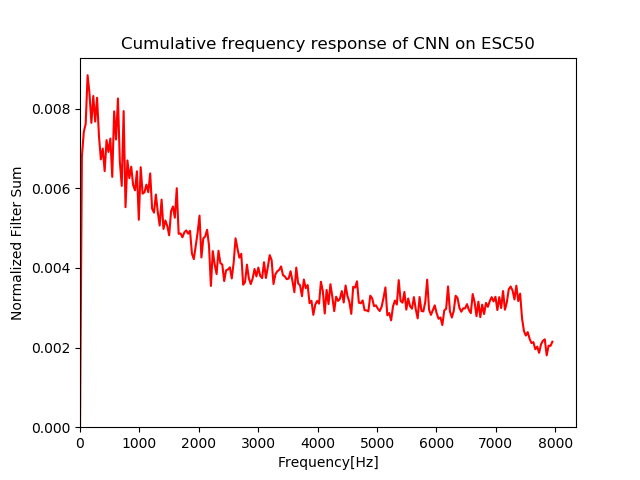 Cumulative frequency response of CNN on ESC50
Normalized Filter Sum
0.008
0.006
0.004
0.002
0.000
0 1000 2000 3000 4000 5000 6000 7000 8000
Frequency[Hz]